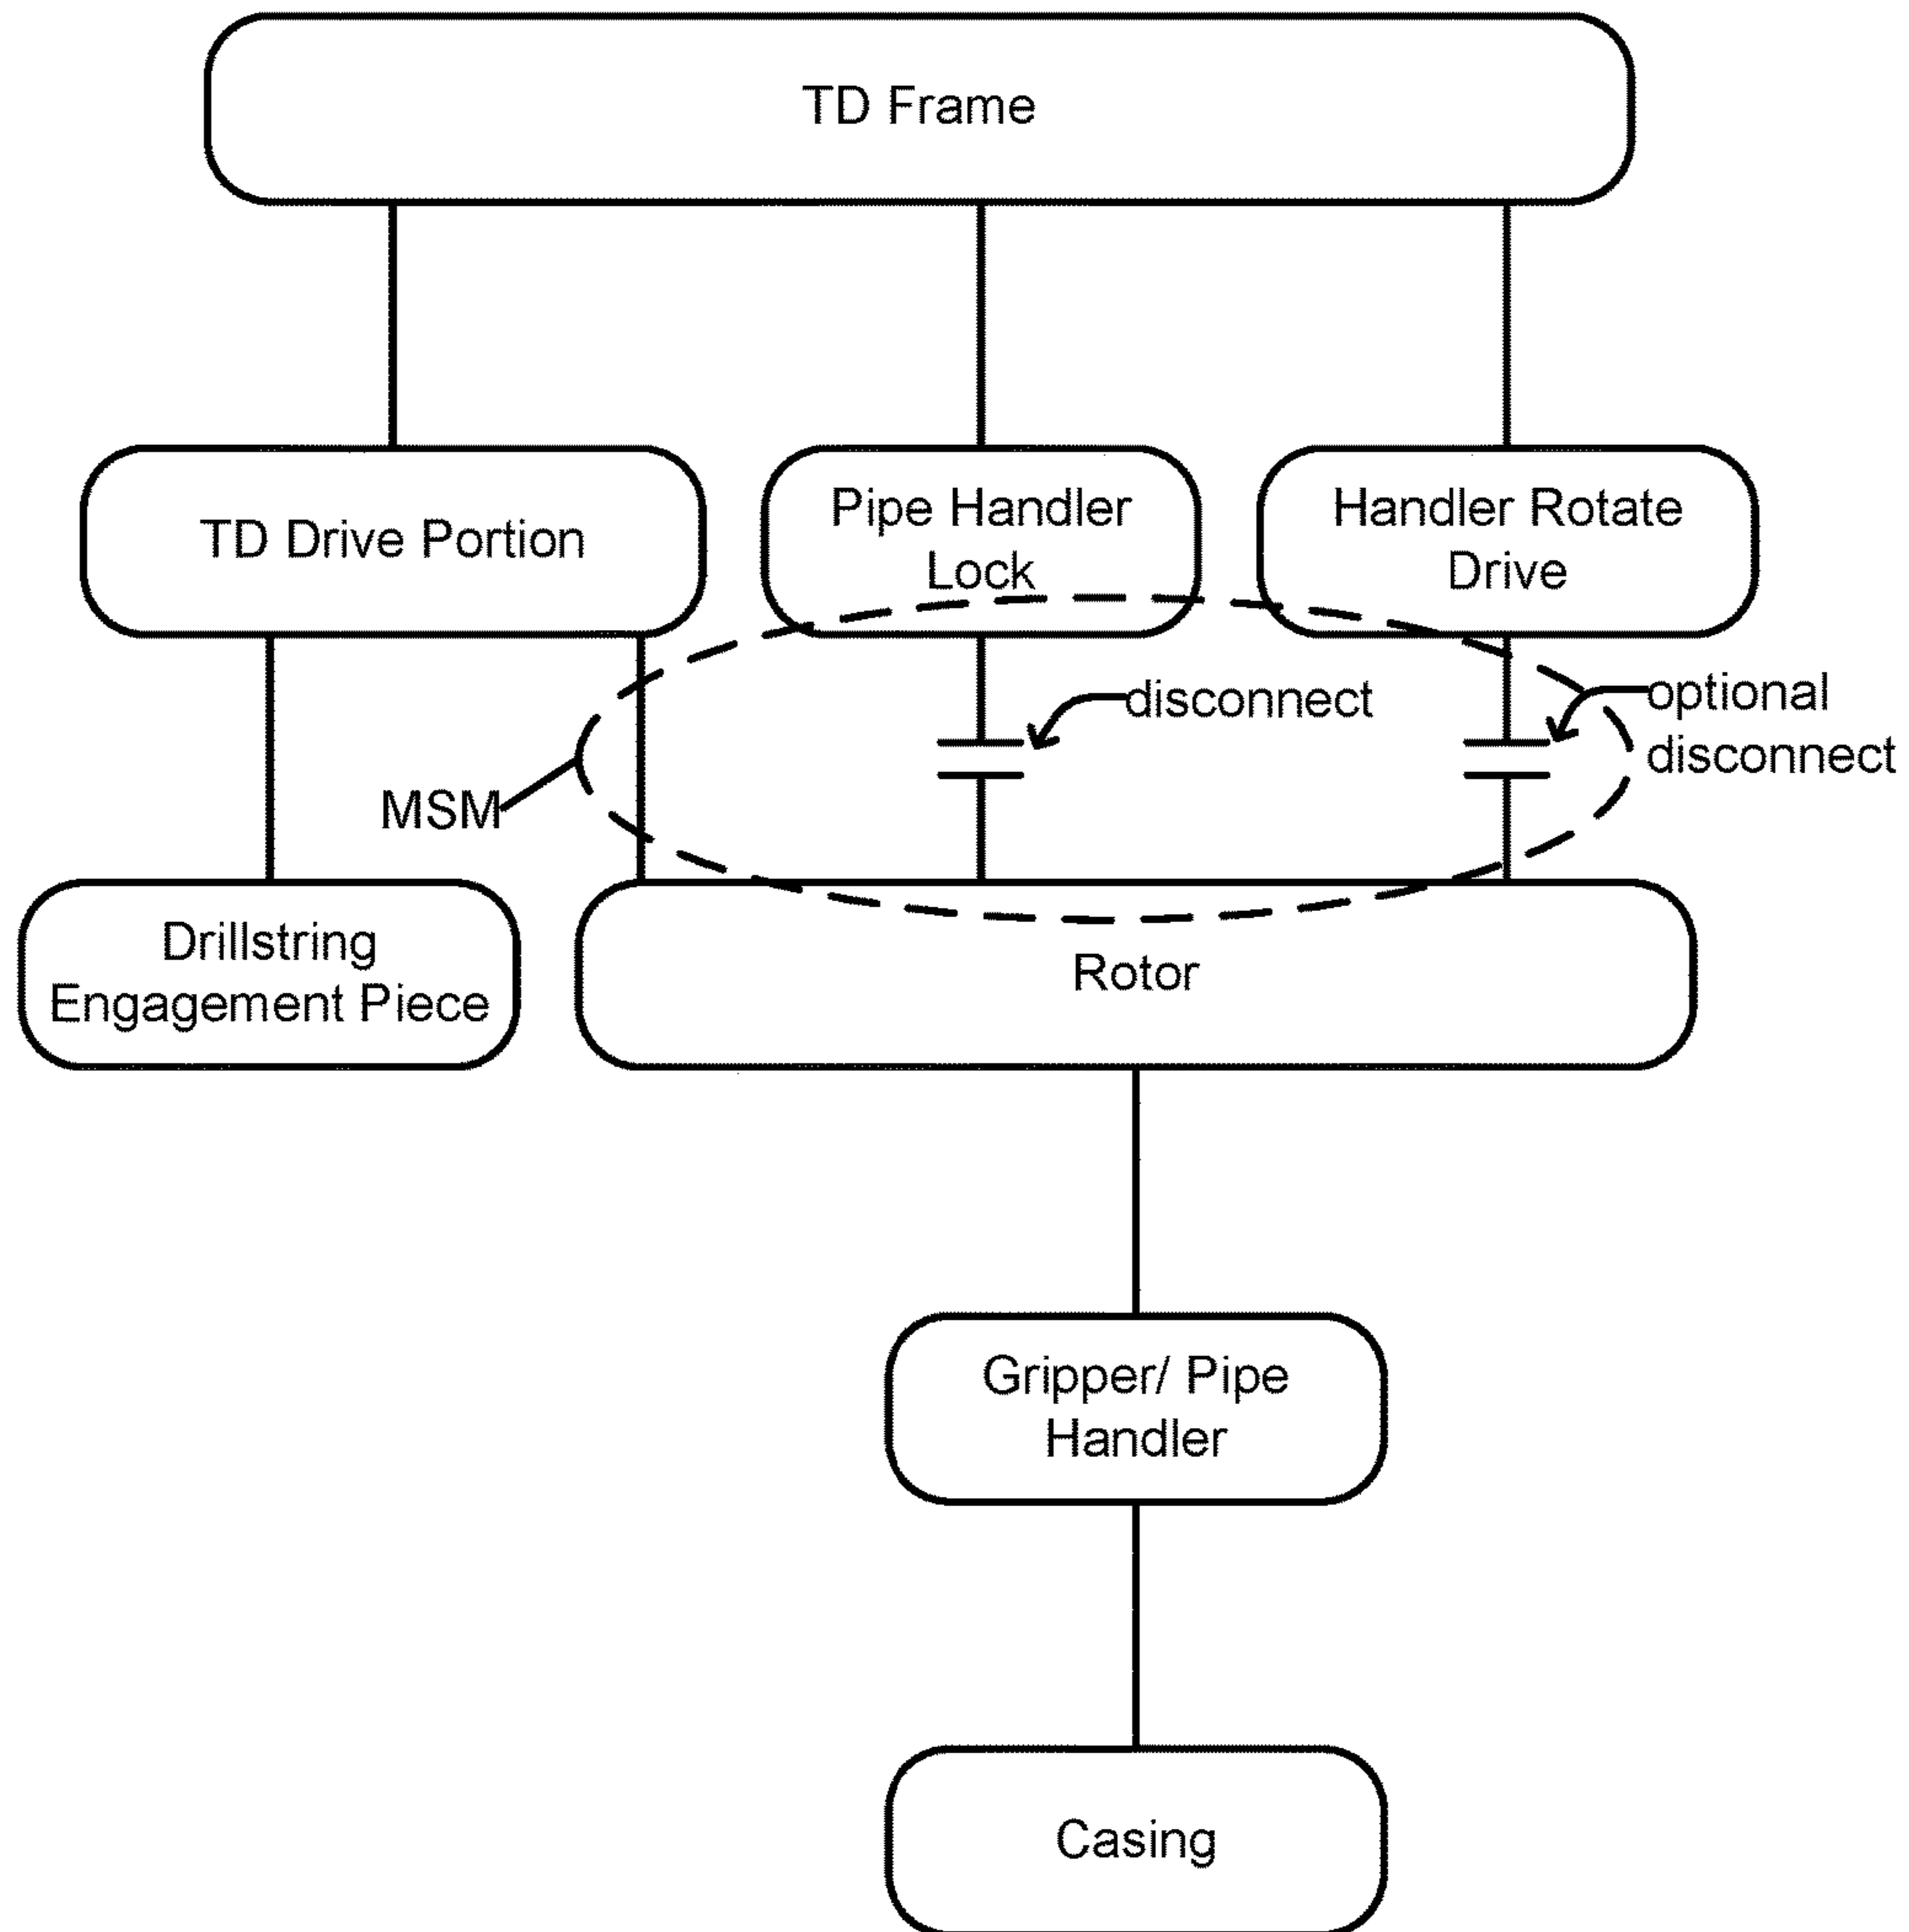 TD Frame
TD Drive Portion
Pipe Handler
Lock
Handler Rotate
Drive
disconnect
optional
disconnect
MSM
Drillstring
Engagement Piece
Rotor
Gripper/ Pipe
Handler
Casing